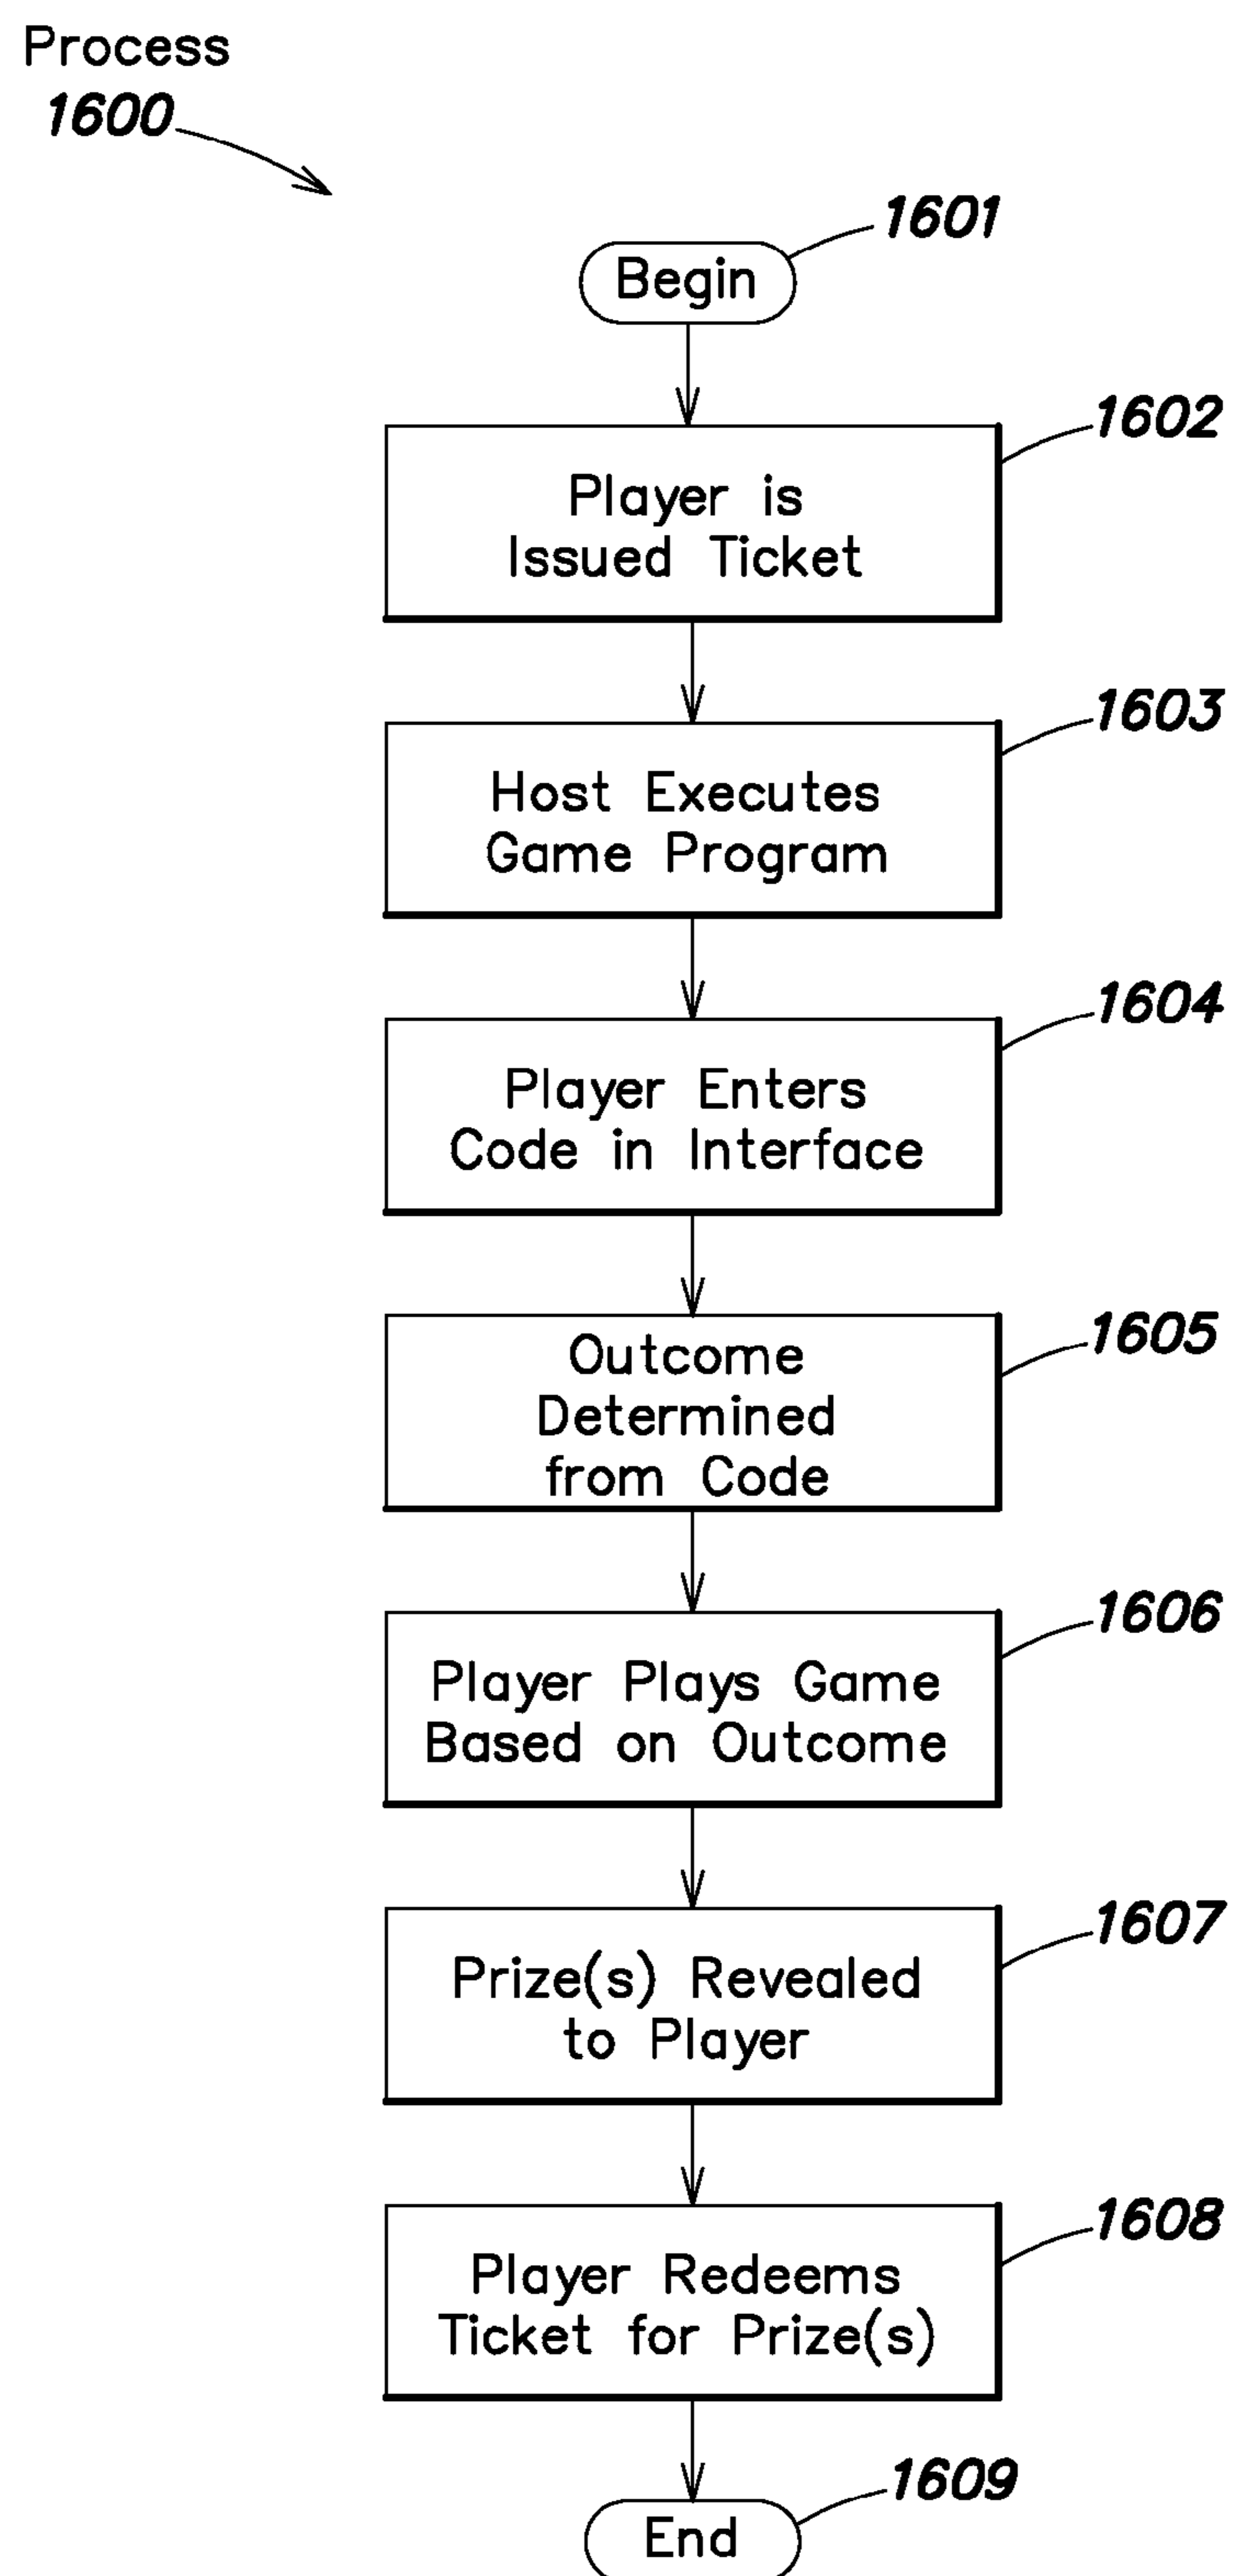 Process
1600
1601
Begin
1602
Player is
Issued Ticket
1603
Host Executes
Game Program
1604
Player Enters
Code in Interface
1605
Outcome
Determined
from Code
1606
Player Plays Game
Based on Outcome
1607
Prize(s) Revealed
to Player
1608
Player Redeems
Ticket for Prize(s)
1609
End